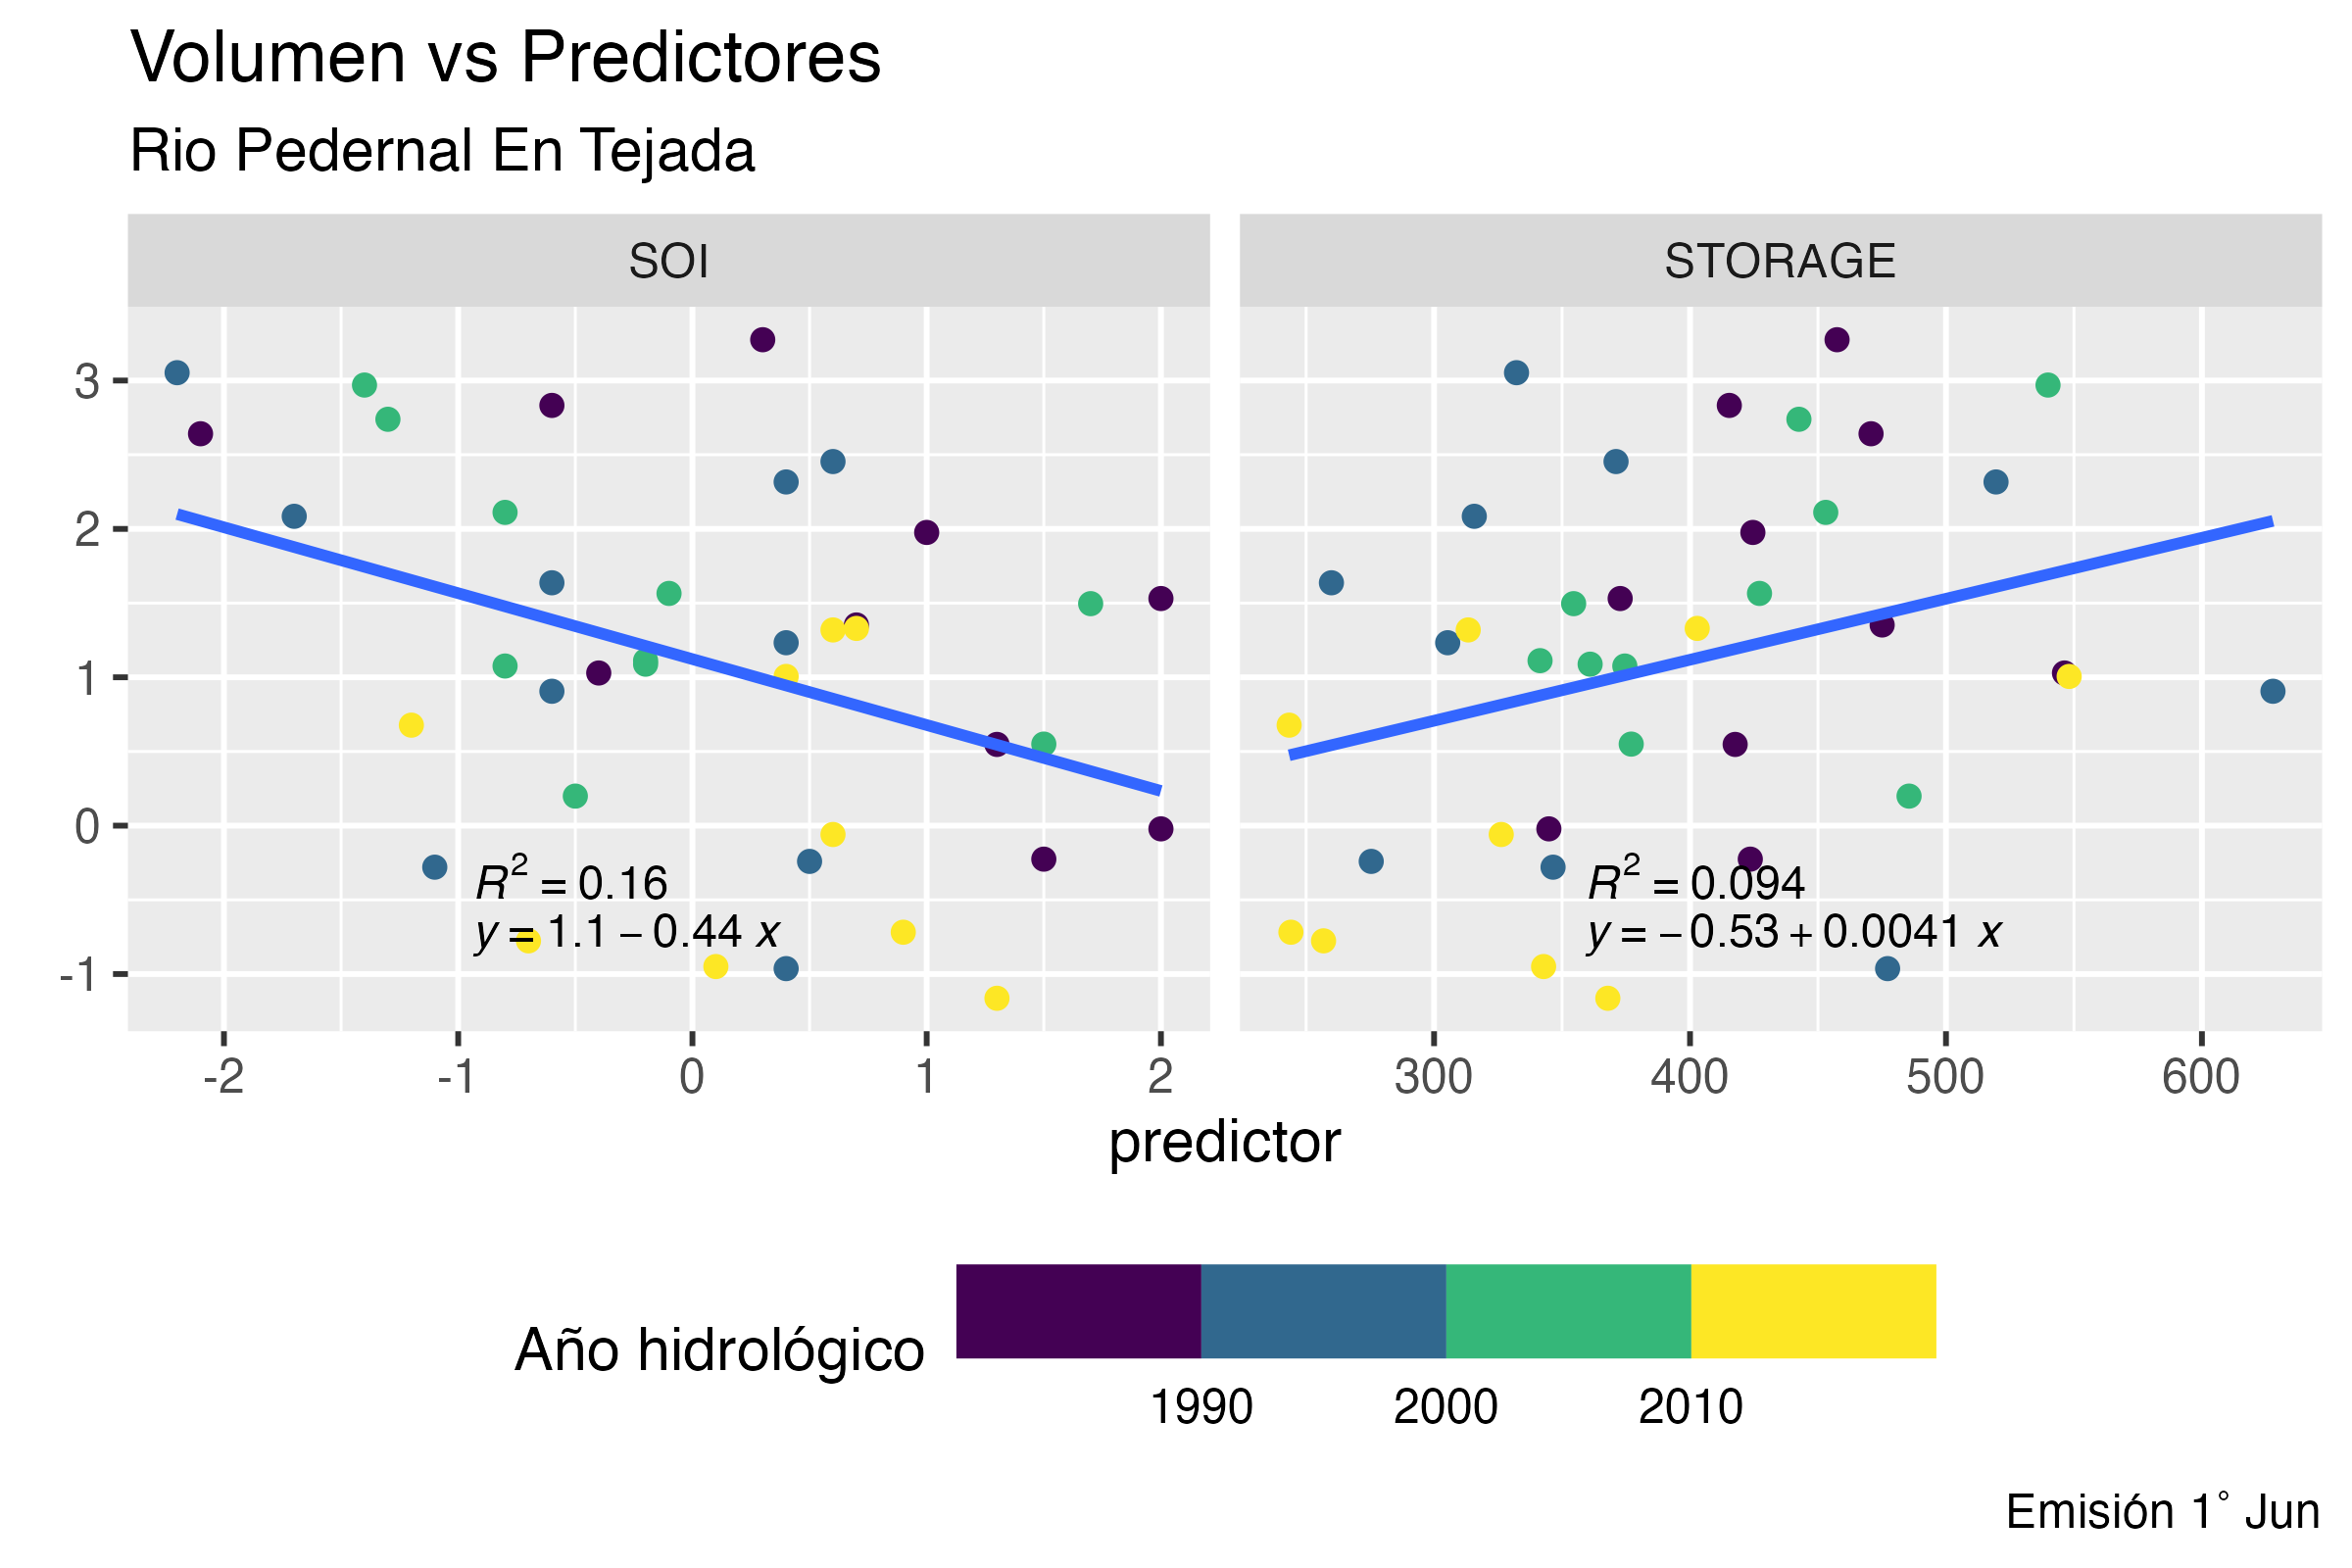 Volumen vs Predictores
Rio Pedernal En Tejada
SOI
STORAGE
3
2
1
0
-1
R² = 0.16
y = 1.1 − 0.44 x
R² = 0.094
y = −0.53 + 0.0041 x
-2 -1 0 1 2
300 400 500 600
predictor
Año hidrológico
1990 2000 2010
Emisión 1° Jun